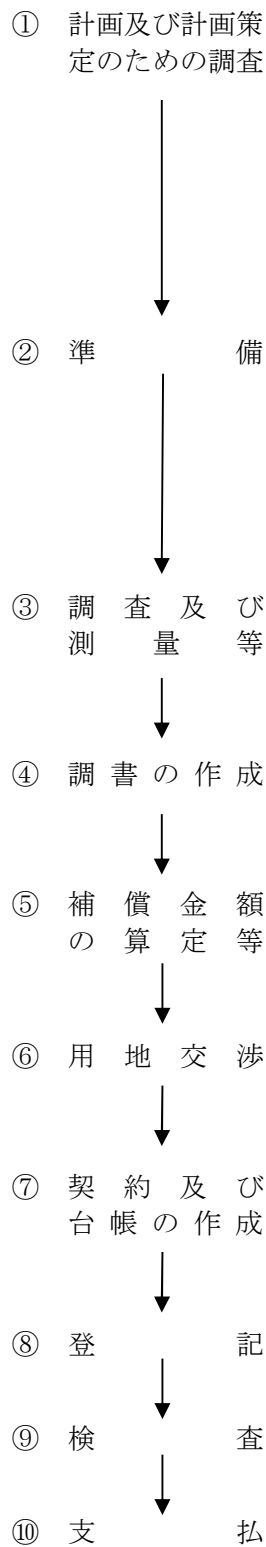 ① 計画及び計画策
定のための調査
② 準備
③ 調査及び
測量等
④ 調書の作成
⑤ 補償金額
の算定等
⑥ 用地交渉
⑦ 契約及び
台帳の作成
⑧ 登記
⑨ 検査
⑩ 支払